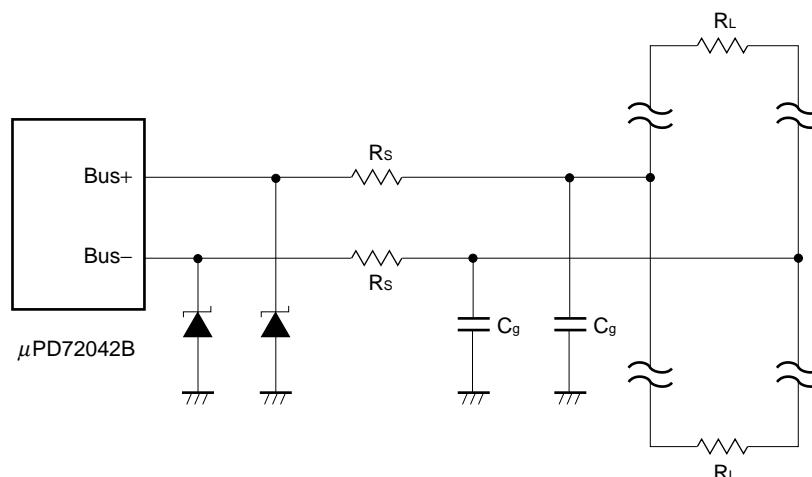 RL
RS
Bus+
Bus−
RS
Cg
Cg
μPD72042B
RL